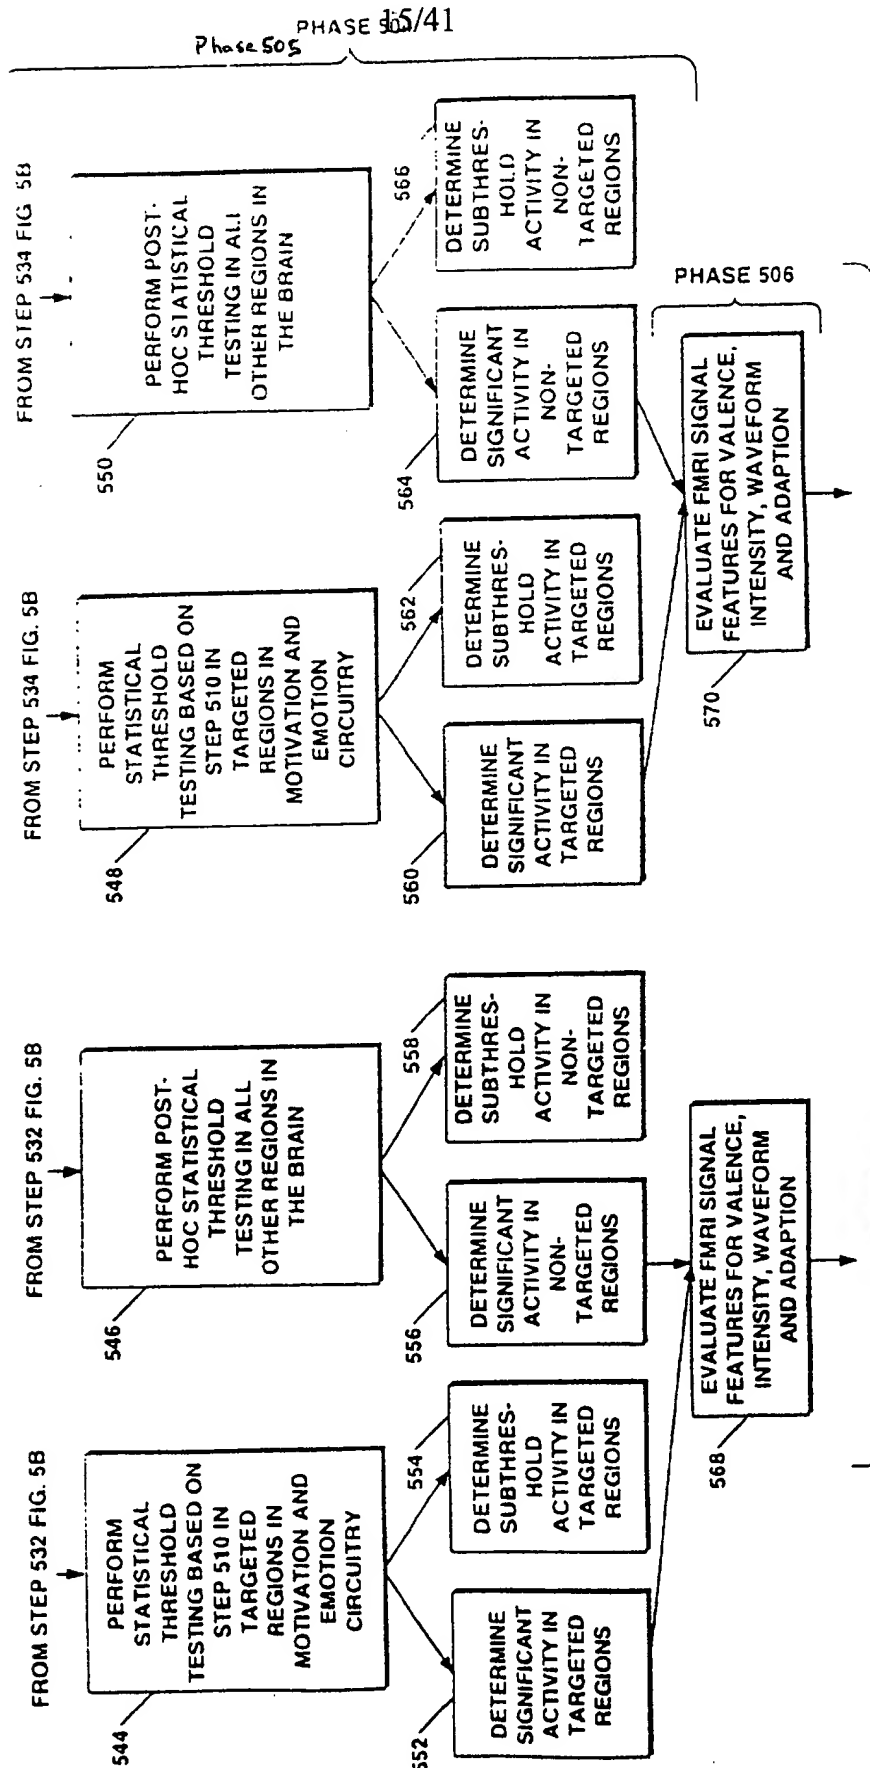 15/41
PHASE
Phase 505
FROM STEP 532 FIG. 5B
544
PERFORM
STATISTICAL
THRESHOLD
TESTING BASED ON
STEP 510 IN
TARGETED
REGIONS IN
MOTIVATION AND
EMOTION
CIRCUITRY
FROM STEP 532 FIG. 5B
546
PERFORM POST-
HOC STATISTICAL
THRESHOLD
TESTING IN ALL
OTHER REGIONS IN
THE BRAIN
FROM STEP 534 FIG. 5B
548
PERFORM
STATISTICAL
THRESHOLD
TESTING BASED ON
STEP 510 IN
TARGETED
REGIONS IN
MOTIVATION AND
EMOTION
CIRCUITRY
FROM STEP 534 FIG 5B
550
PERFORM POST-
HOC STATISTICAL
THRESHOLD
TESTING IN ALL
OTHER REGIONS IN
THE BRAIN
552
DETERMINE
SIGNIFICANT
ACTIVITY IN
TARGETED
REGIONS
554
DETERMINE
SUBTHRES-
HOLD
ACTIVITY IN
TARGETED
REGIONS
556
DETERMINE
SIGNIFICANT
ACTIVITY IN
NON-
TARGETED
REGIONS
558
DETERMINE
SUBTHRES-
HOLD
ACTIVITY IN
NON-
TARGETED
REGIONS
560
DETERMINE
SIGNIFICANT
ACTIVITY IN
TARGETED
REGIONS
562
DETERMINE
SUBTHRES-
HOLD
ACTIVITY IN
TARGETED
REGIONS
564
DETERMINE
SIGNIFICANT
ACTIVITY IN
NON-
TARGETED
REGIONS
566
DETERMINE
SUBTHRES-
HOLD
ACTIVITY IN
NON-
TARGETED
REGIONS
PHASE 506
568
EVALUATE FMRI SIGNAL
FEATURES FOR VALENCE,
INTENSITY, WAVEFORM
AND ADAPTION
570
EVALUATE FMRI SIGNAL
FEATURES FOR VALENCE,
INTENSITY, WAVEFORM
AND ADAPTION